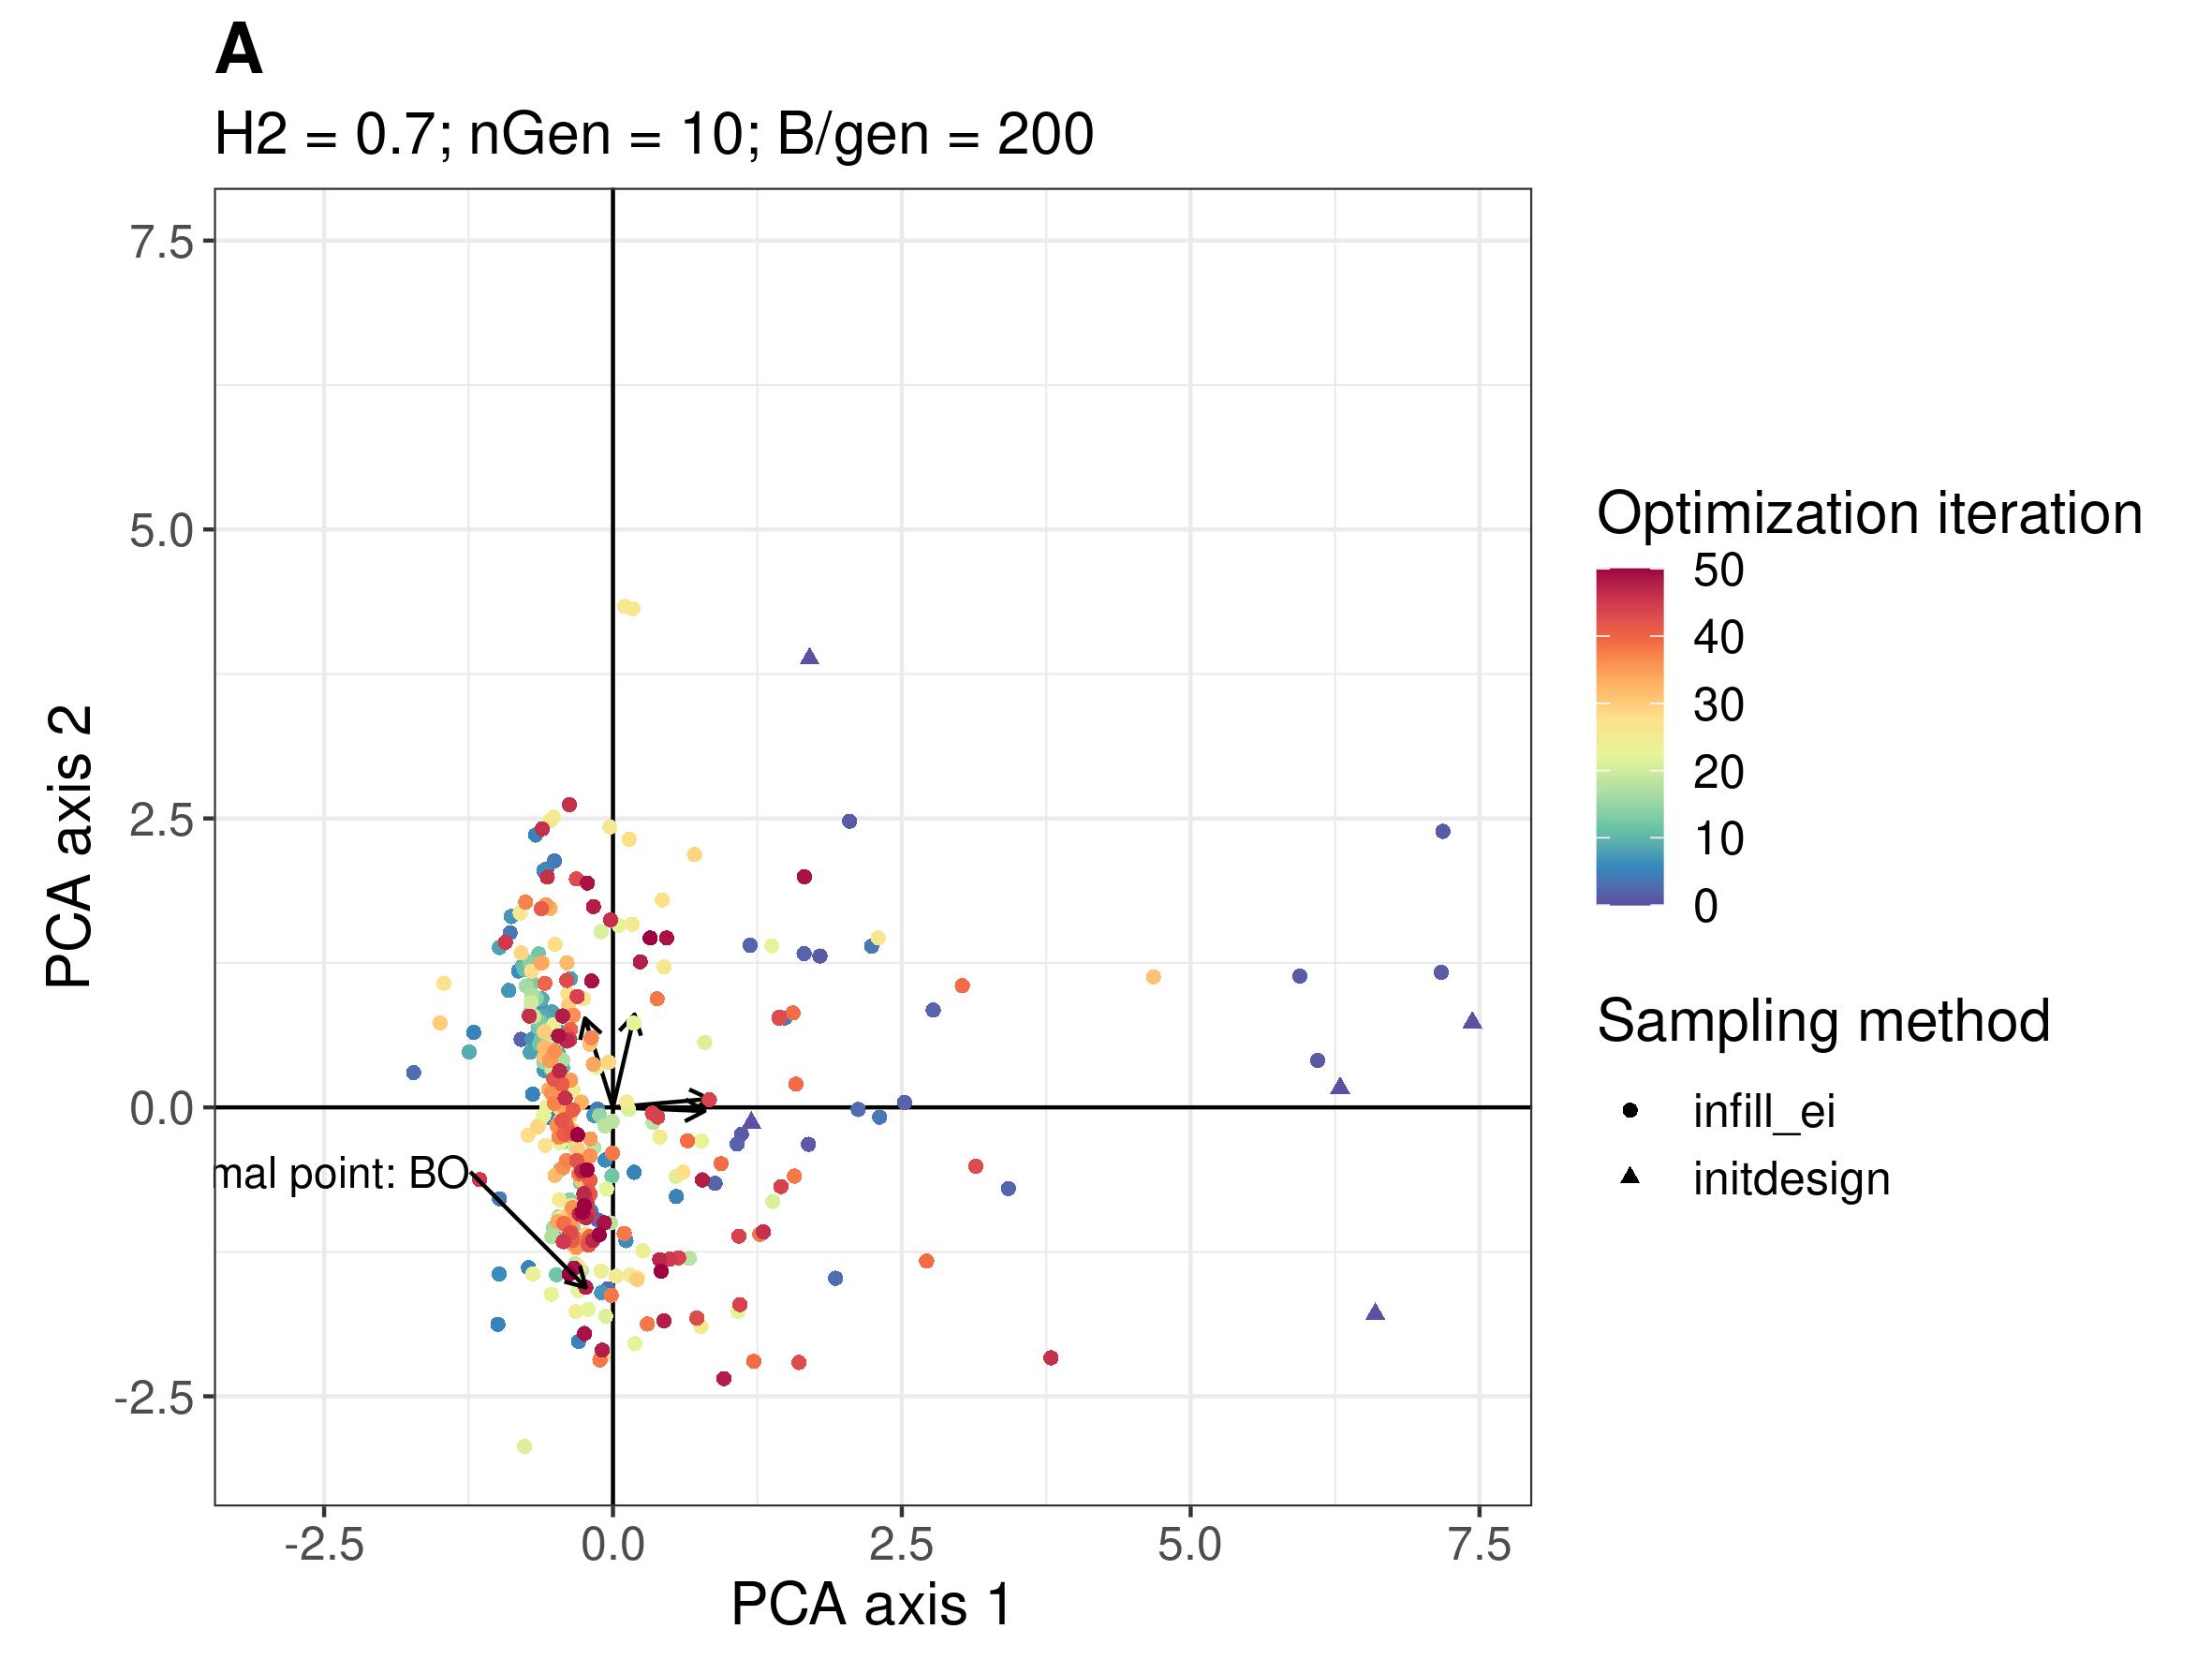 A
H2 = 0.7; nGen = 10; B/gen = 200
7.5
5.0
2.5
0.0
-2.5
PCA axis 2
mal point: BO
-2.5
0.0
2.5
5.0
7.5
PCA axis 1
Optimization iteration
50
40
30
20
10
0
Sampling method
infill_ei
initdesign